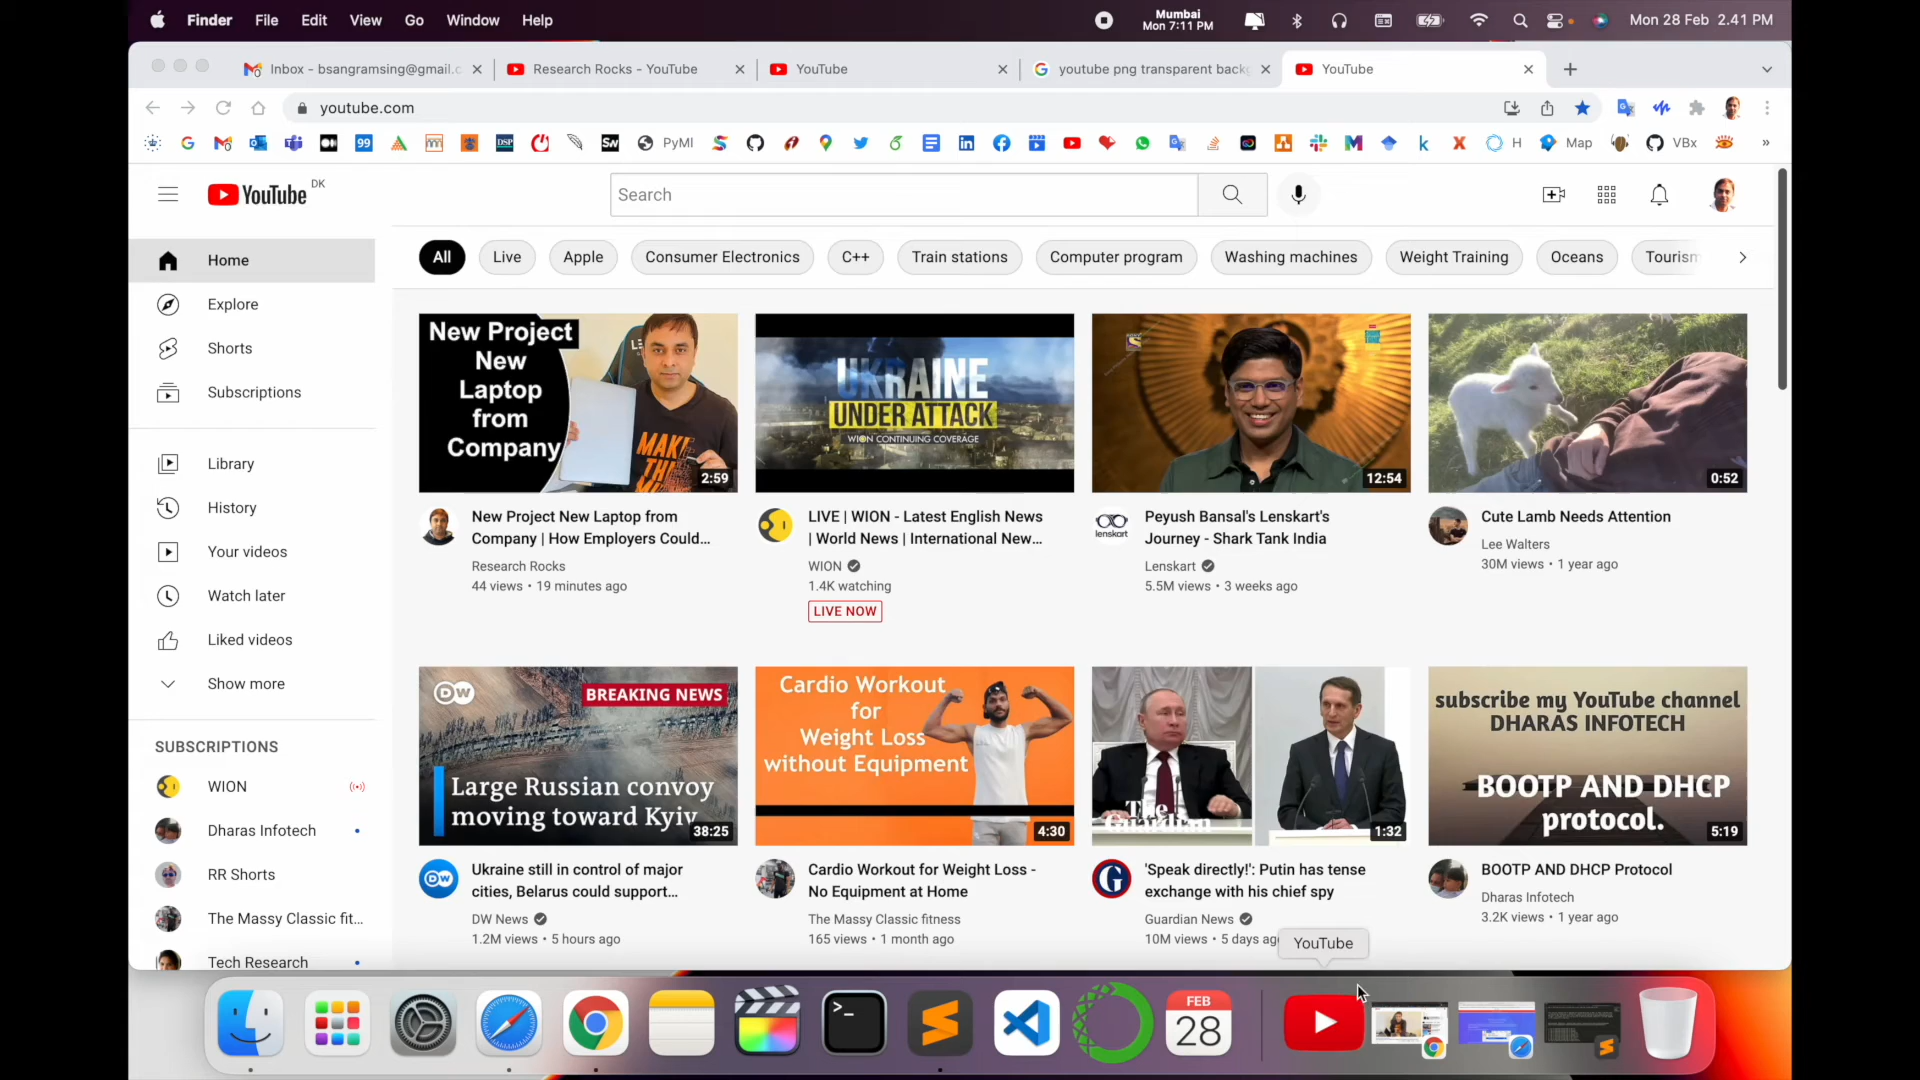 Finder File Edit View Go Window Help
Mumbai
Mon 7:11 PM
Mon 28 Feb 2.41 PM
Inbox - bsangramsing@gmail.c
Research Rocks - YouTube
YouTube
youtube png transparent backg
YouTube
youtube.com
99
DSP
SW
PyMI
k
X
H
Map
VBx
»
YouTube DK
Search
Home
Explore
Shorts
Subscriptions
Library
History
Your videos
Watch later
Liked videos
Show more
SUBSCRIPTIONS
WION
Dharas Infotech
RR Shorts
The Massy Classic fit...
Tech Research
All
Live
Apple
Consumer Electronics
C++
Train stations
Computer program
Washing machines
Weight Training
Oceans
Tourism
New Project
New
Laptop
from
Company
MAKE
2:59
New Project New Laptop from
Company | How Employers Could...
Research Rocks
44 views • 19 minutes ago
UKRAINE
UNDER ATTACK
WION CONTINUING COVERAGE
LIVE | WION - Latest English News
| World News | International New...
WION
1.4K watching
LIVE NOW
12:54
lenskart
Peyush Bansal's Lenskart's
Journey - Shark Tank India
Lenskart
5.5M views • 3 weeks ago
0:52
Cute Lamb Needs Attention
Lee Walters
30M views • 1 year ago
DW
BREAKING NEWS
Large Russian convoy
moving toward Kyiv
38:25
DW
Ukraine still in control of major
cities, Belarus could support...
DW News
1.2M views • 5 hours ago
Cardio Workout
for
Weight Loss
without Equipment
4:30
Cardio Workout for Weight Loss -
No Equipment at Home
The Massy Classic fitness
165 views • 1 month ago
The
Guardian
1:32
G
'Speak directly!': Putin has tense
exchange with his chief spy
Guardian News
10M views • 5 days ag
subscribe my YouTube channel
DHARAS INFOTECH
BOOTP AND DHCP
protocol.
5:19
BOOTP AND DHCP Protocol
Dharas Infotech
3.2K views • 1 year ago
YouTube
>_
FEB
28